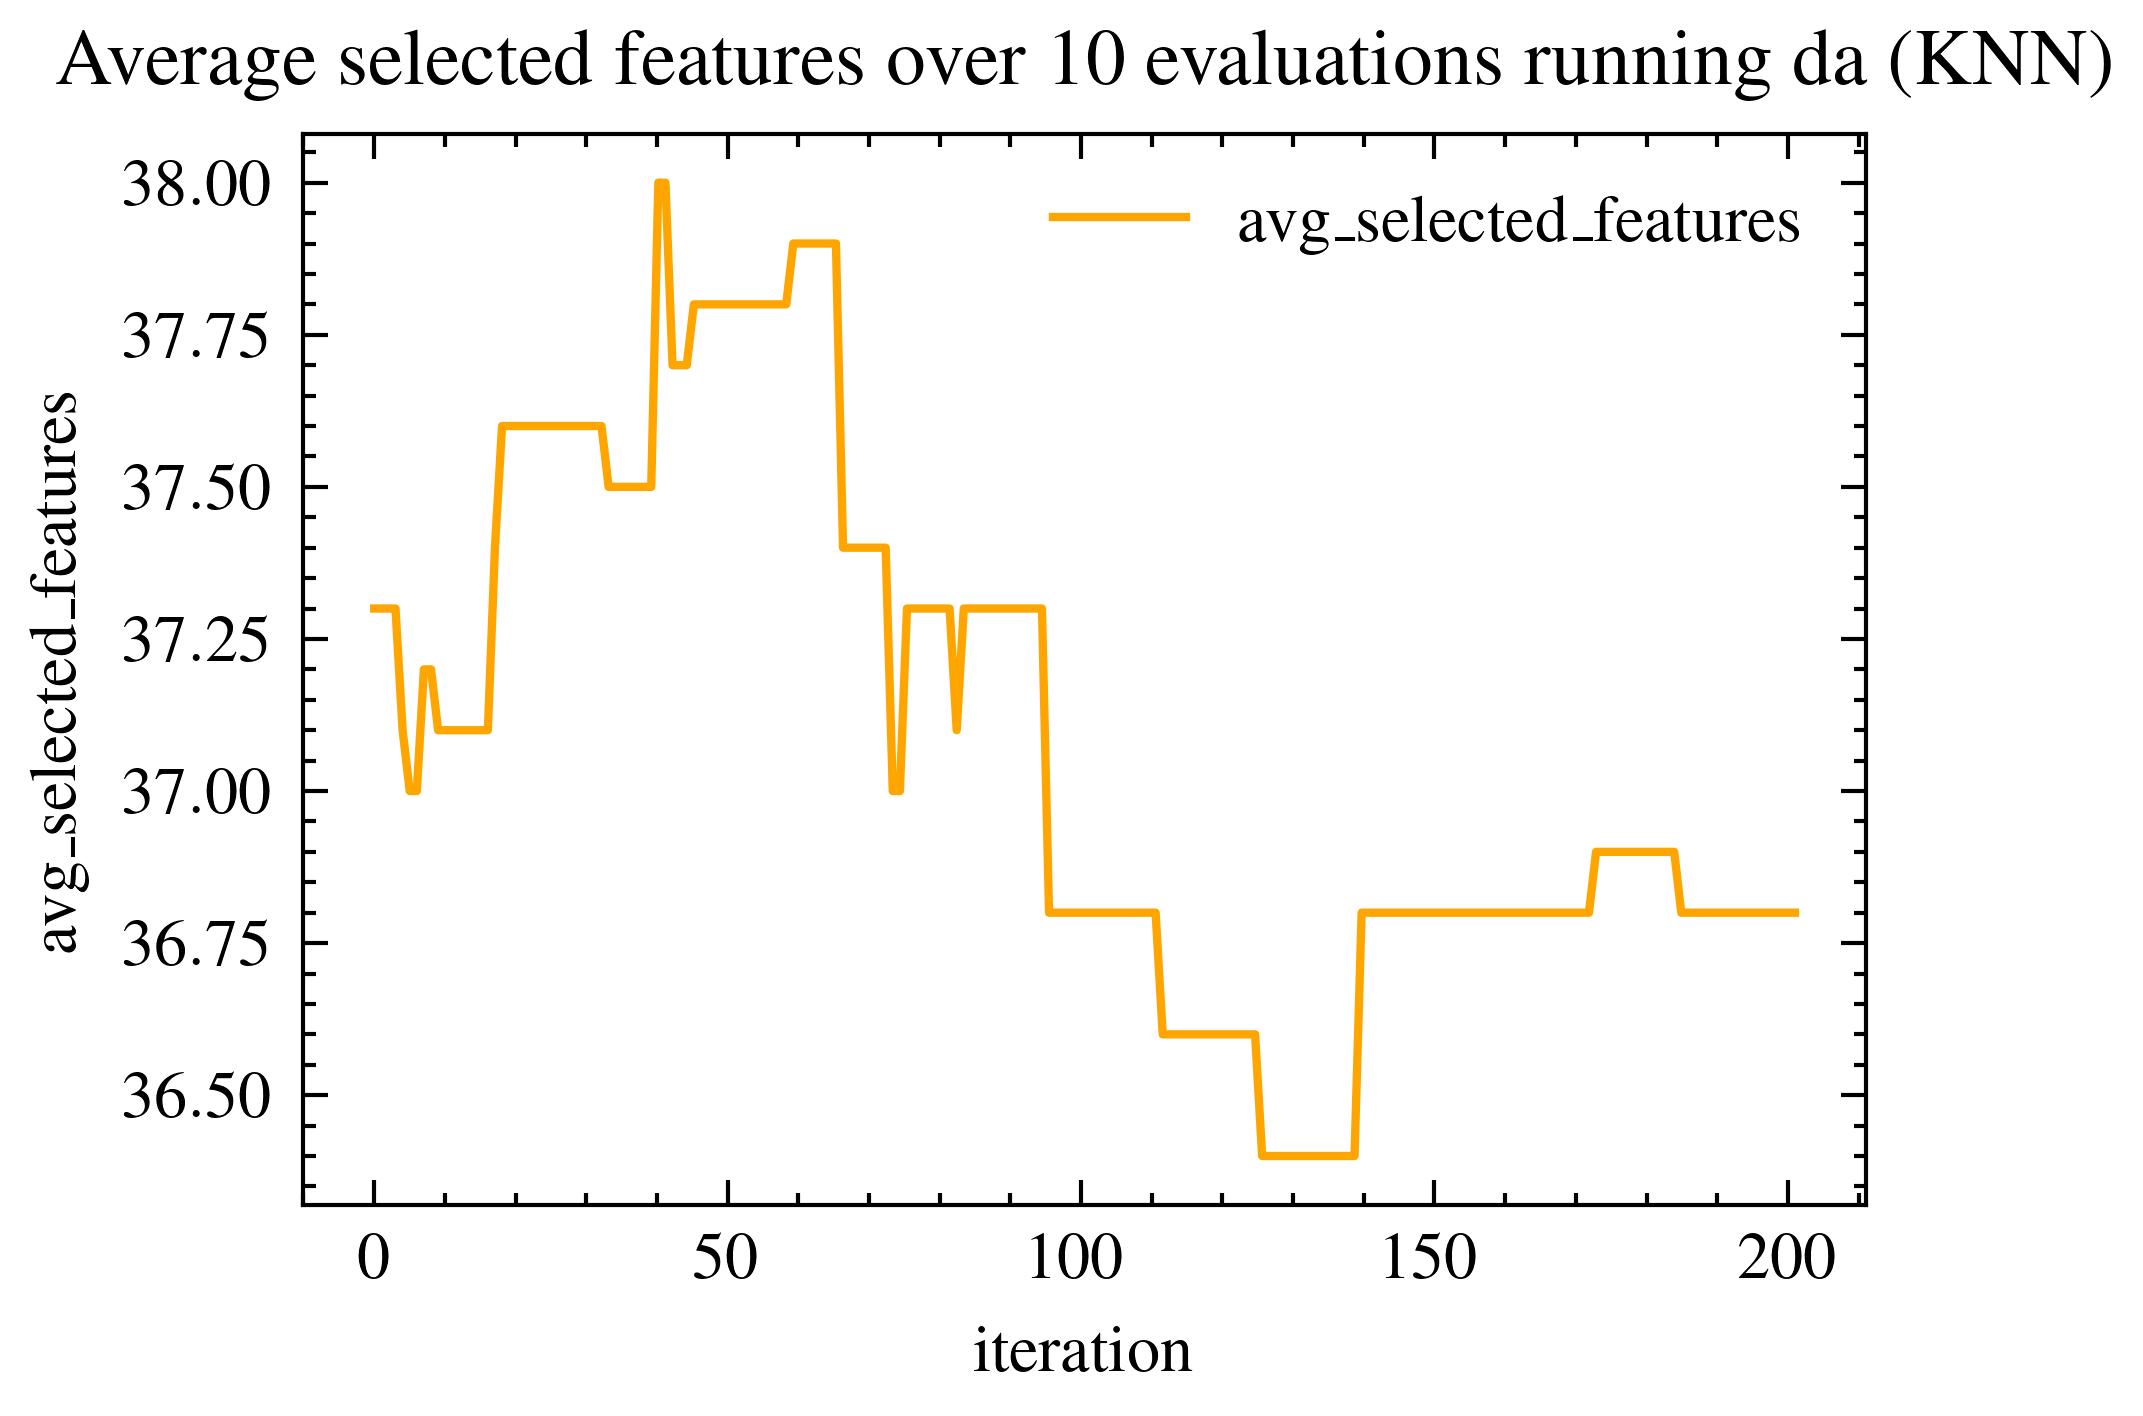 Average selected features over 10 evaluations running da (KNN)
avg_selected_features
38.00
37.75
37.50
37.25
37.00
36.75
36.50
avg_selected_features
0 50 100 150 200
iteration